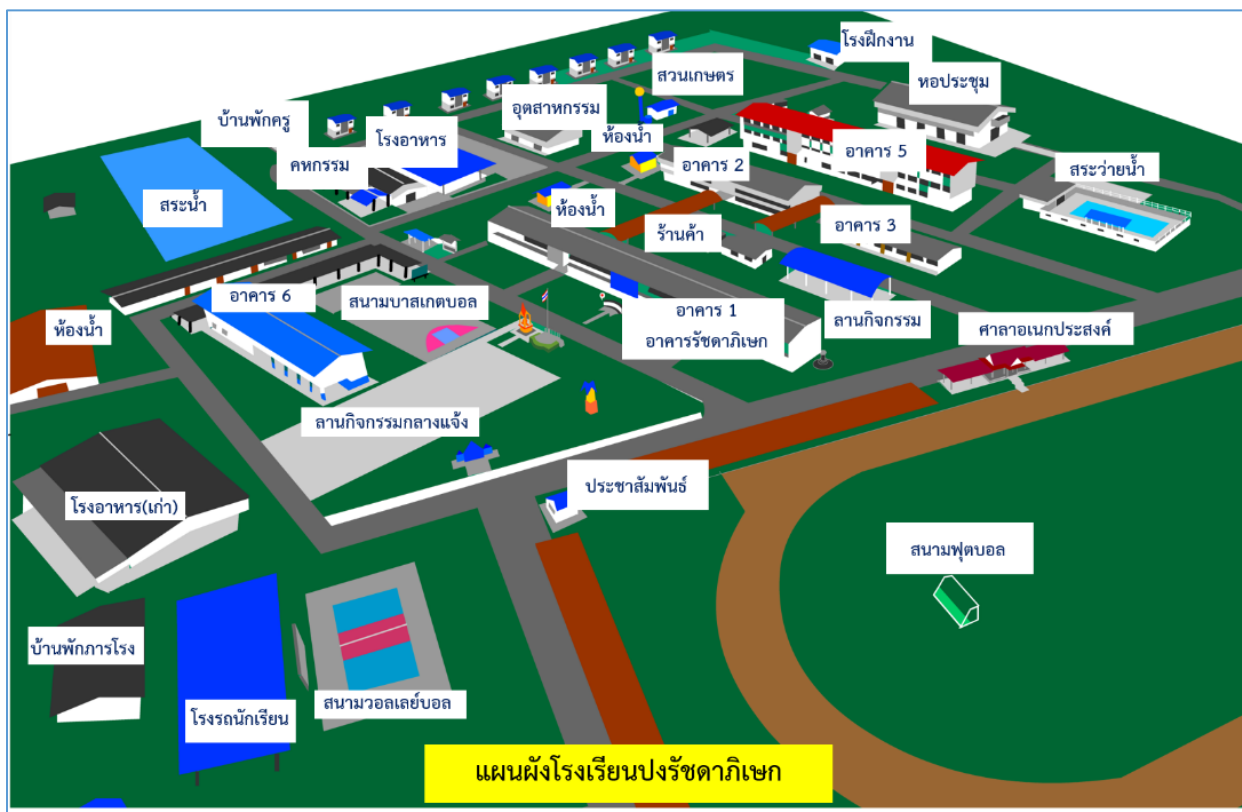 โรงฝึกงาน
สวนเกษตร
หอประชุม
อุตสาหกรรม
บ้านพักครู
โรงอาหาร
ห้องน้ำ
คหกรรม
อาคาร 2
อาคาร 5
สระว่ายน้ำ
สระน้ำ
ห้องน้ำ
ร้านค้า
อาคาร 3
อาคาร 6
สนามบาสเกตบอล
ห้องน้ำ
อาคาร 1
อาคารรัชดาภิเษก
ลานกิจกรรม
ศาลาอเนกประสงค์
ลานกิจกรรมกลางแจ้ง
ประชาสัมพันธ์
โรงอาหาร(เก่า)
สนามฟุตบอล
บ้านพักภารโรง
โรงรถนักเรียน
สนามวอลเลย์บอล
แผนผังโรงเรียนปงรัชดาภิเษก